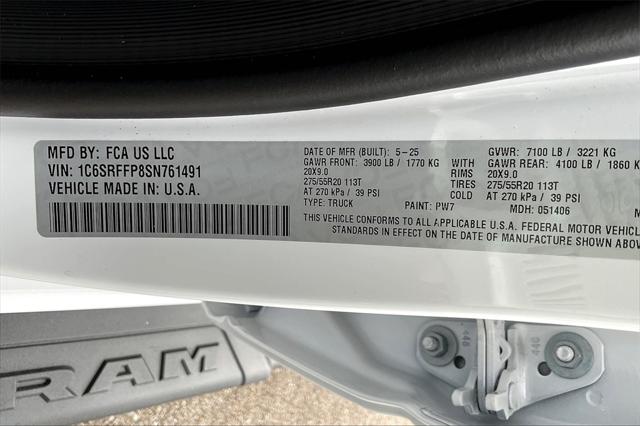 MFD BY: FCA US LLC
VIN: 1C6SRFFP8SN761491
VEHICLE MADE IN U.S.A.
DATE OF MFR (BUILT): 5-25
GAWR FRONT: 3900 LB / 1770 KG
20X9.0
275/55R20 113T
AT 270 kPa / 39 PSI
TYPE: TRUCK
PAINT: PW7
WITH
RIMS
TIRES
COLD
GVWR: 7100 LB / 3221 KG
GAWR REAR: 4100 LB / 1860 K
20X9.0
275/55R20 113T
AT 270 kPa / 39 PSI
MDH: 051406
THIS VEHICLE CONFORMS TO ALL APPLICABLE U.S.A. FEDERAL MOTOR VEHICL
STANDARDS IN EFFECT ON THE DATE OF MANUFACTURE SHOWN ABOV
RAM
448